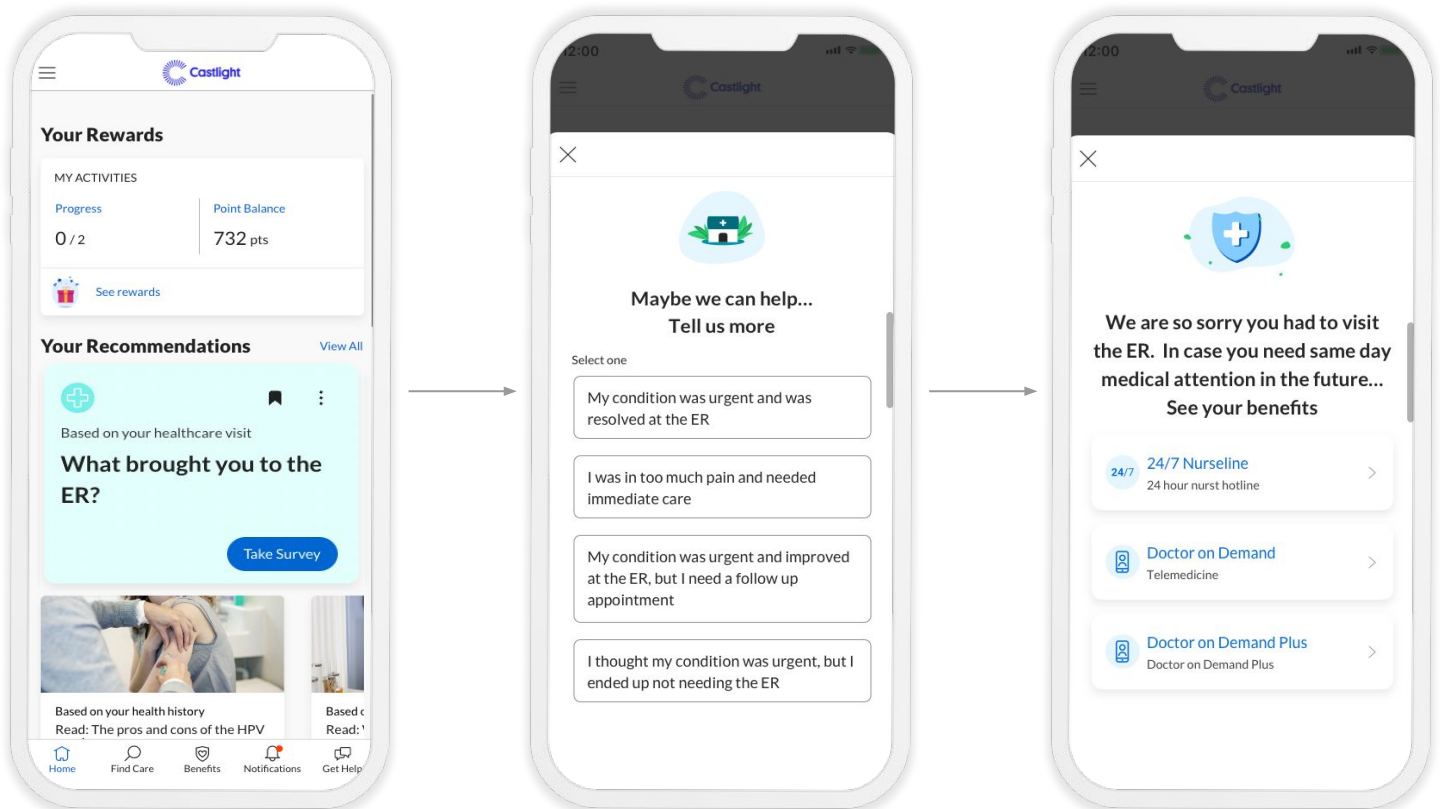 Castlight
Your Rewards
MY ACTIVITIES
Progress
0 / 2
Point Balance
732 pts
See rewards
Your Recommendations
View All
Based on your healthcare visit
What brought you to the
ER?
Take Survey
Based on your health history
Read: The pros and cons of the HPV
Based
Read:
Home
Find Care
Benefits
Notifications
Get Help
12:00
Castlight
Maybe we can help...
Tell us more
Select one
My condition was urgent and was
resolved at the ER
I was in too much pain and needed
immediate care
My condition was urgent and improved
at the ER, but I need a follow up
appointment
I thought my condition was urgent, but I
ended up not needing the ER
12:00
Castlight
We are so sorry you had to visit
the ER. In case you need same day
medical attention in the future...
See your benefits
24/7
24/7 Nurseline
24 hour nurst hotline
Doctor on Demand
Telemedicine
Doctor on Demand Plus
Doctor on Demand Plus